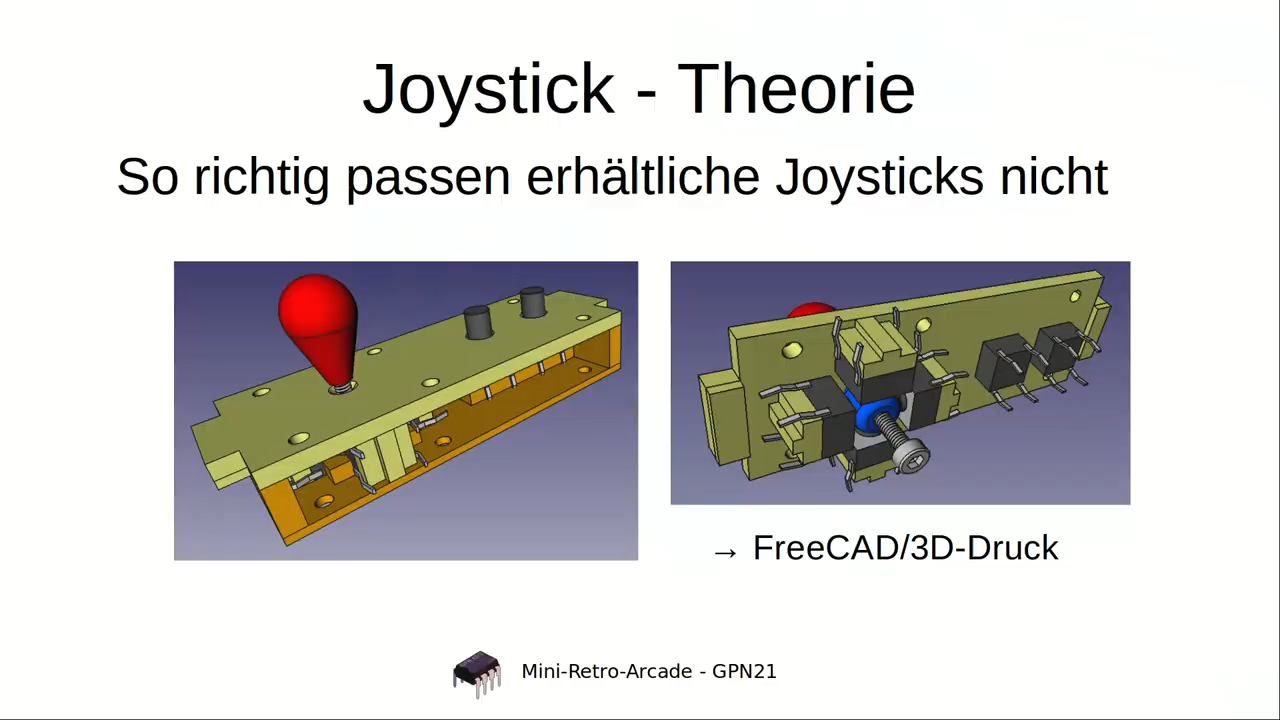 Joystick - Theorie
So richtig passen erhältliche Joysticks nicht
→ FreeCAD/3D-Druck
Mini-Retro-Arcade - GPN21